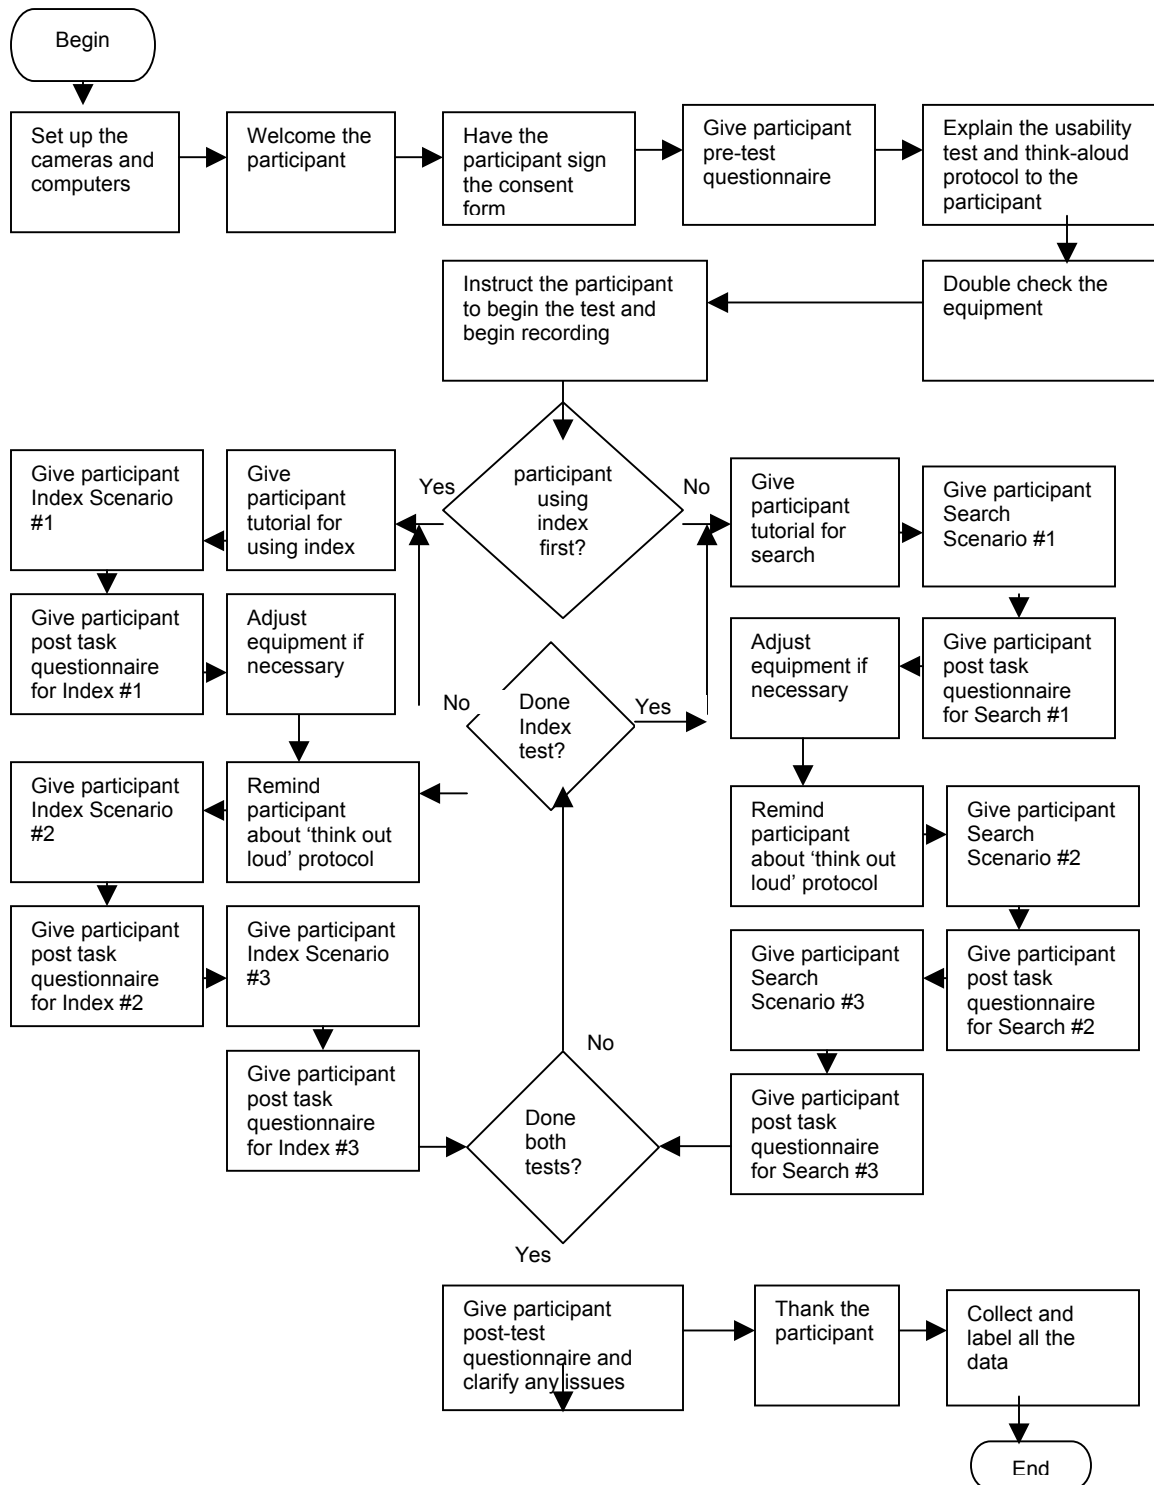 Begin
Set up the
cameras and
computers
Welcome the
participant
Have the
participant sign
the consent
form
Give participant
pre-test
questionnaire
Explain the usability
test and think-aloud
protocol to the
participant
Double check the
equipment
Instruct the participant
to begin the test and
begin recording
participant
using
index
first?
Yes
No
Give
participant
tutorial for
using index
Give participant
Index Scenario
#1
Give participant
post task
questionnaire
for Index #1
Adjust
equipment if
necessary
Remind
participant
about ‘think out
loud’ protocol
Give participant
Index Scenario
#2
Give participant
post task
questionnaire
for Index #2
Give participant
Index Scenario
#3
Give participant
post task
questionnaire
for Index #3
Give
participant
tutorial for
search
Give participant
Search
Scenario #1
Give participant
post task
questionnaire
for Search #1
Adjust
equipment if
necessary
Remind
participant
about ‘think out
loud’ protocol
Give participant
Search
Scenario #2
Give participant
post task
questionnaire
for Search #2
Give participant
Search
Scenario #3
Give participant
post task
questionnaire
for Search #3
No
Done
Index
test?
Yes
No
Done
both
tests?
Yes
Give participant
post-test
questionnaire and
clarify any issues
Thank the
participant
Collect and
label all the
data
End